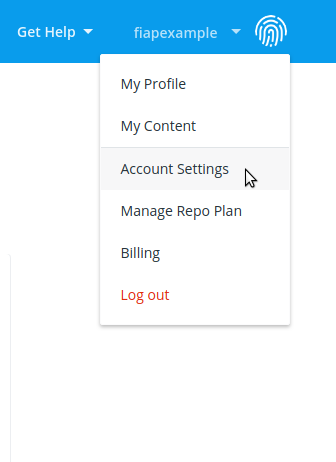 Get Help fiapexample
My Profile
My Content
Account Settings
Manage Repo Plan
Billing
Log out